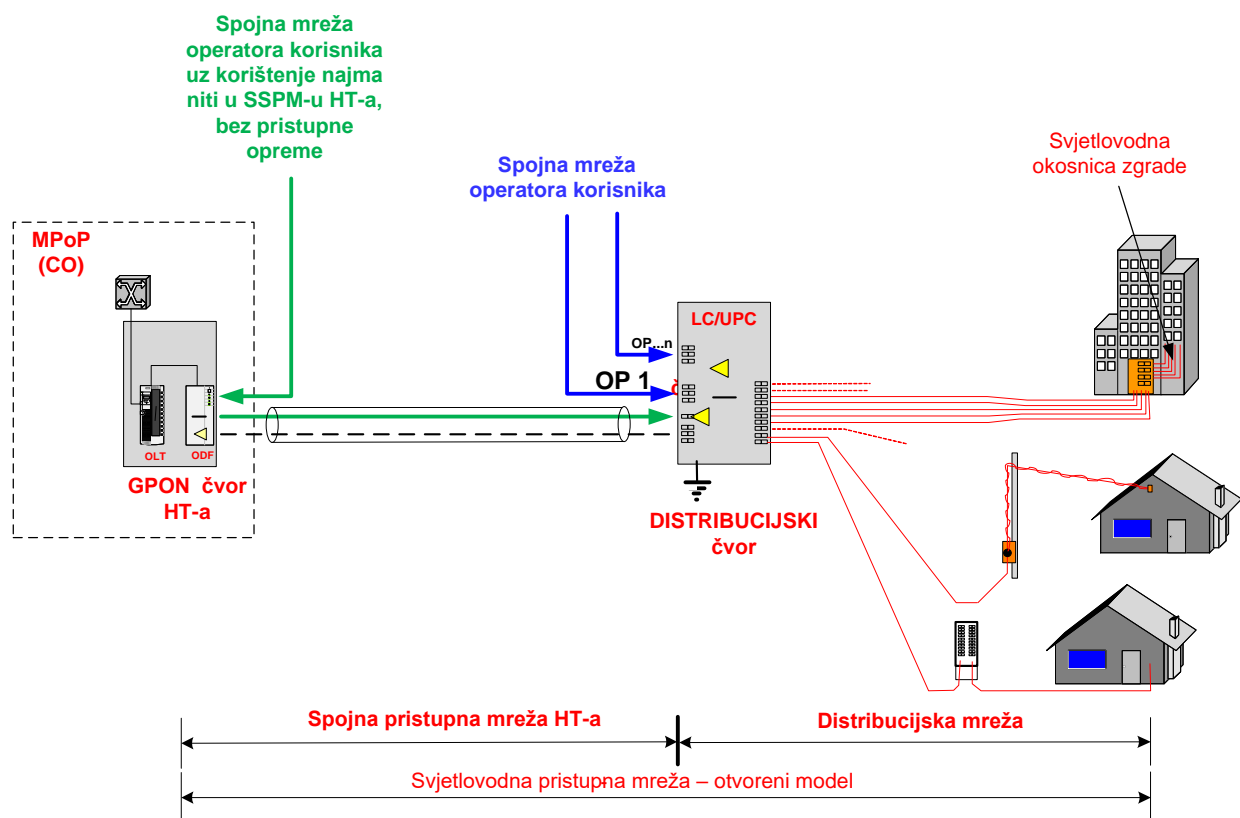 Spojna mreža
operatora korisnika
uz korištenje najma
niti u SSPM-u HT-a,
bez pristupne
opreme
Spojna mreža
operatora korisnika
Svjetlovodna
okosnica zgrade
MPoP
(CO)
LC/UPC
OP...n
OP 1
OLT
ODF
GPON čvor
HT-a
DISTRIBUCIJSKI
čvor
Spojna pristupna mreža HT-a
Distribucijska mreža
Svjetlovodna pristupna mreža – otvoreni model